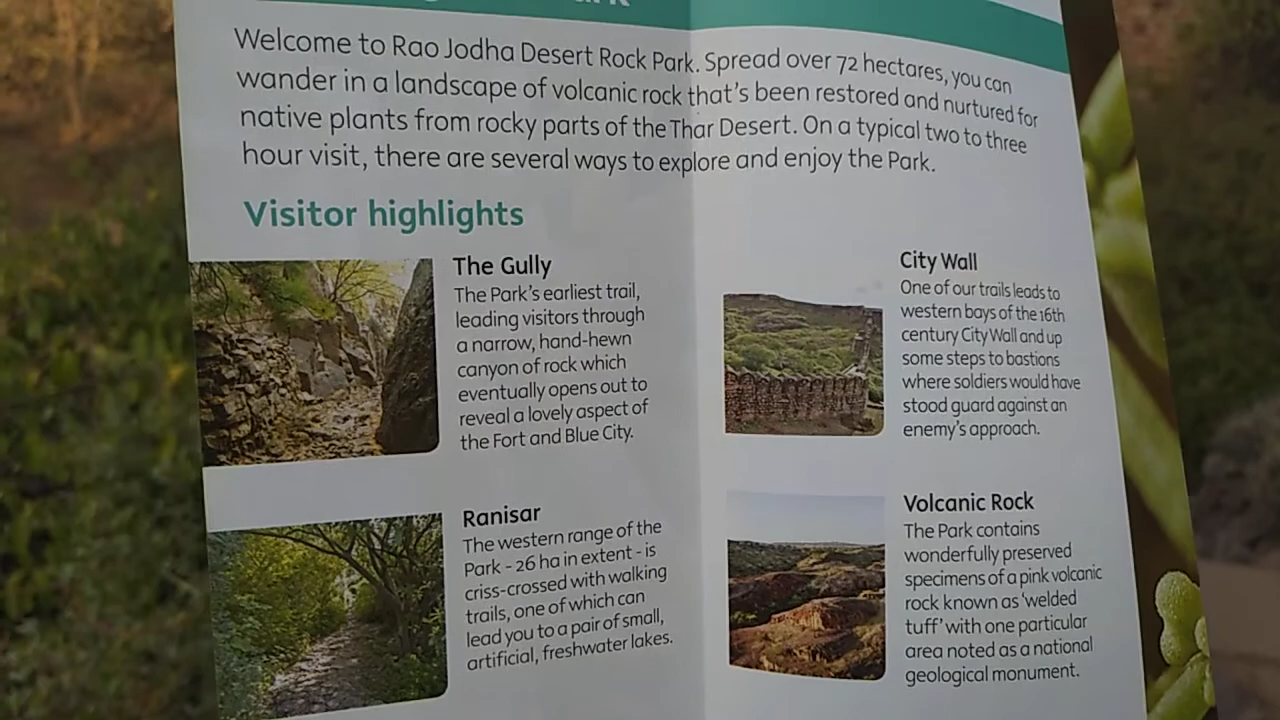 Welcome to Rao Jodha Desert Rock Park. Spread over 72 hectares, you can
wander in a landscape of volcanic rock that's been restored and nurtured for
native plants from rocky parts of the Thar Desert. On a typical two to three
hour visit, there are several ways to explore and enjoy the Park.
Visitor highlights
The Gully
The Park's earliest trail,
leading visitors through
a narrow, hand-hewn
canyon of rock which
eventually opens out to
reveal a lovely aspect of
the Fort and Blue City.
Ranisar
The western range of the
Park - 26 ha in extent - is
criss-crossed with walking
trails, one of which can
lead you to a pair of small,
artificial, freshwater lakes.
City Wall
One of our trails leads to
western bays of the 16th
century City Wall and up
some steps to bastions
where soldiers would have
stood guard against an
enemy's approach.
Volcanic Rock
The Park contains
wonderfully preserved
specimens of a pink volcanic
rock known as 'welded
tuff' with one particular
area noted as a national
geological monument.